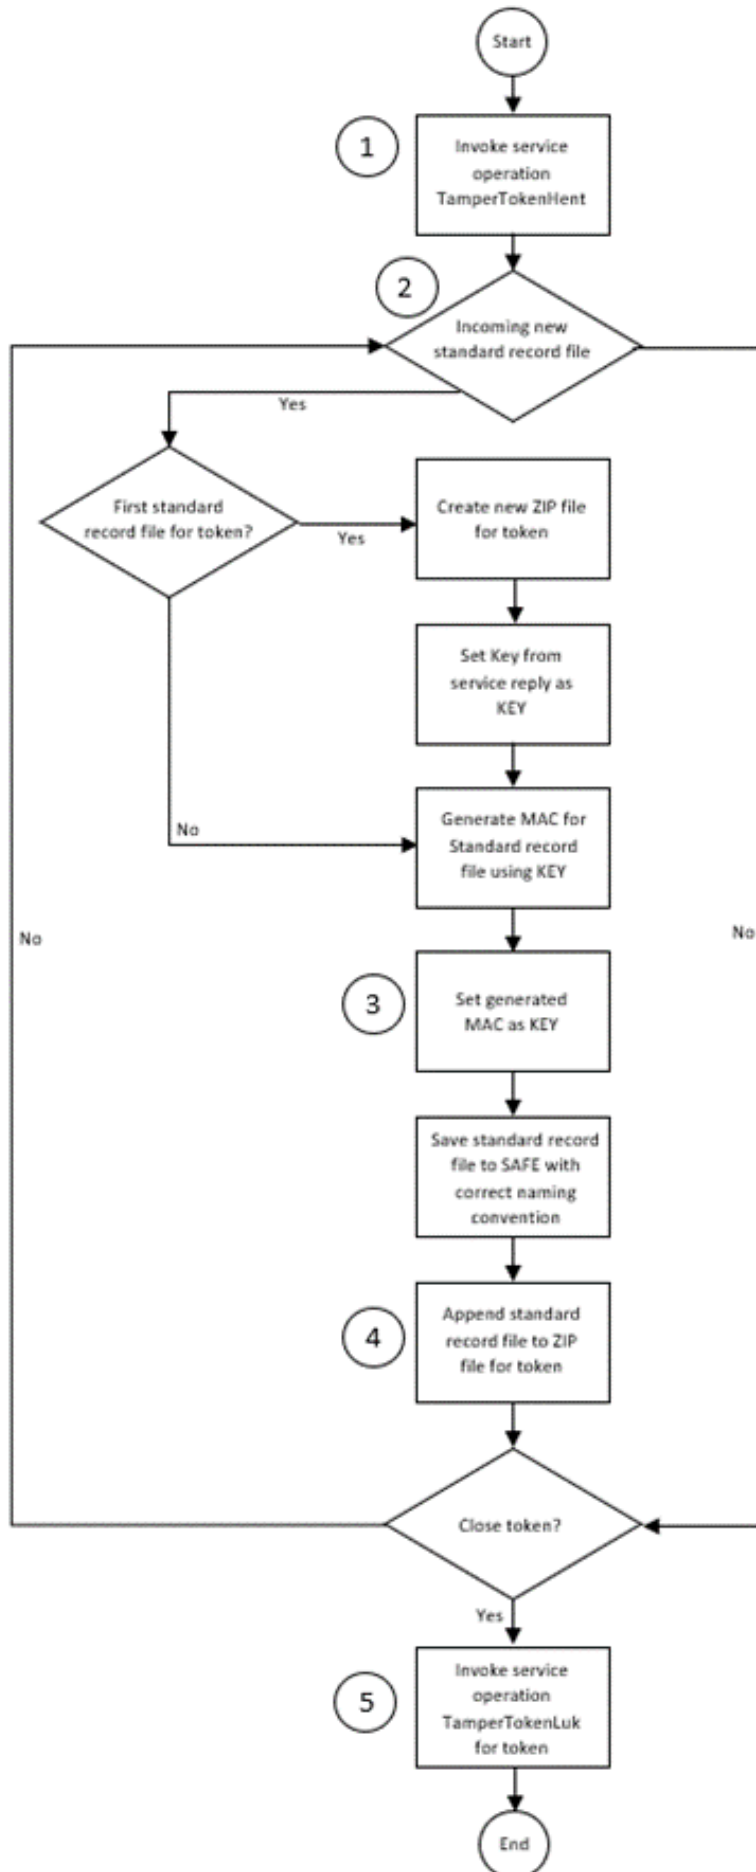 Start
1
Invoke service
operation
TamperTokenHent
2
Incoming new
standard record file
Yes
First standard
record file for token?
Yes
Create new ZIP file
for token
Set Key from
service reply as
KEY
No
Generate MAC for
Standard record
file using KEY
No
No
3
Set generated
MAC as KEY
Save standard record
file to SAFE with
correct naming
convention
4
Append standard
record file to ZIP
file for token
Close token?
Yes
5
Invoke service
operation
TamperTokenLuk
for token
End